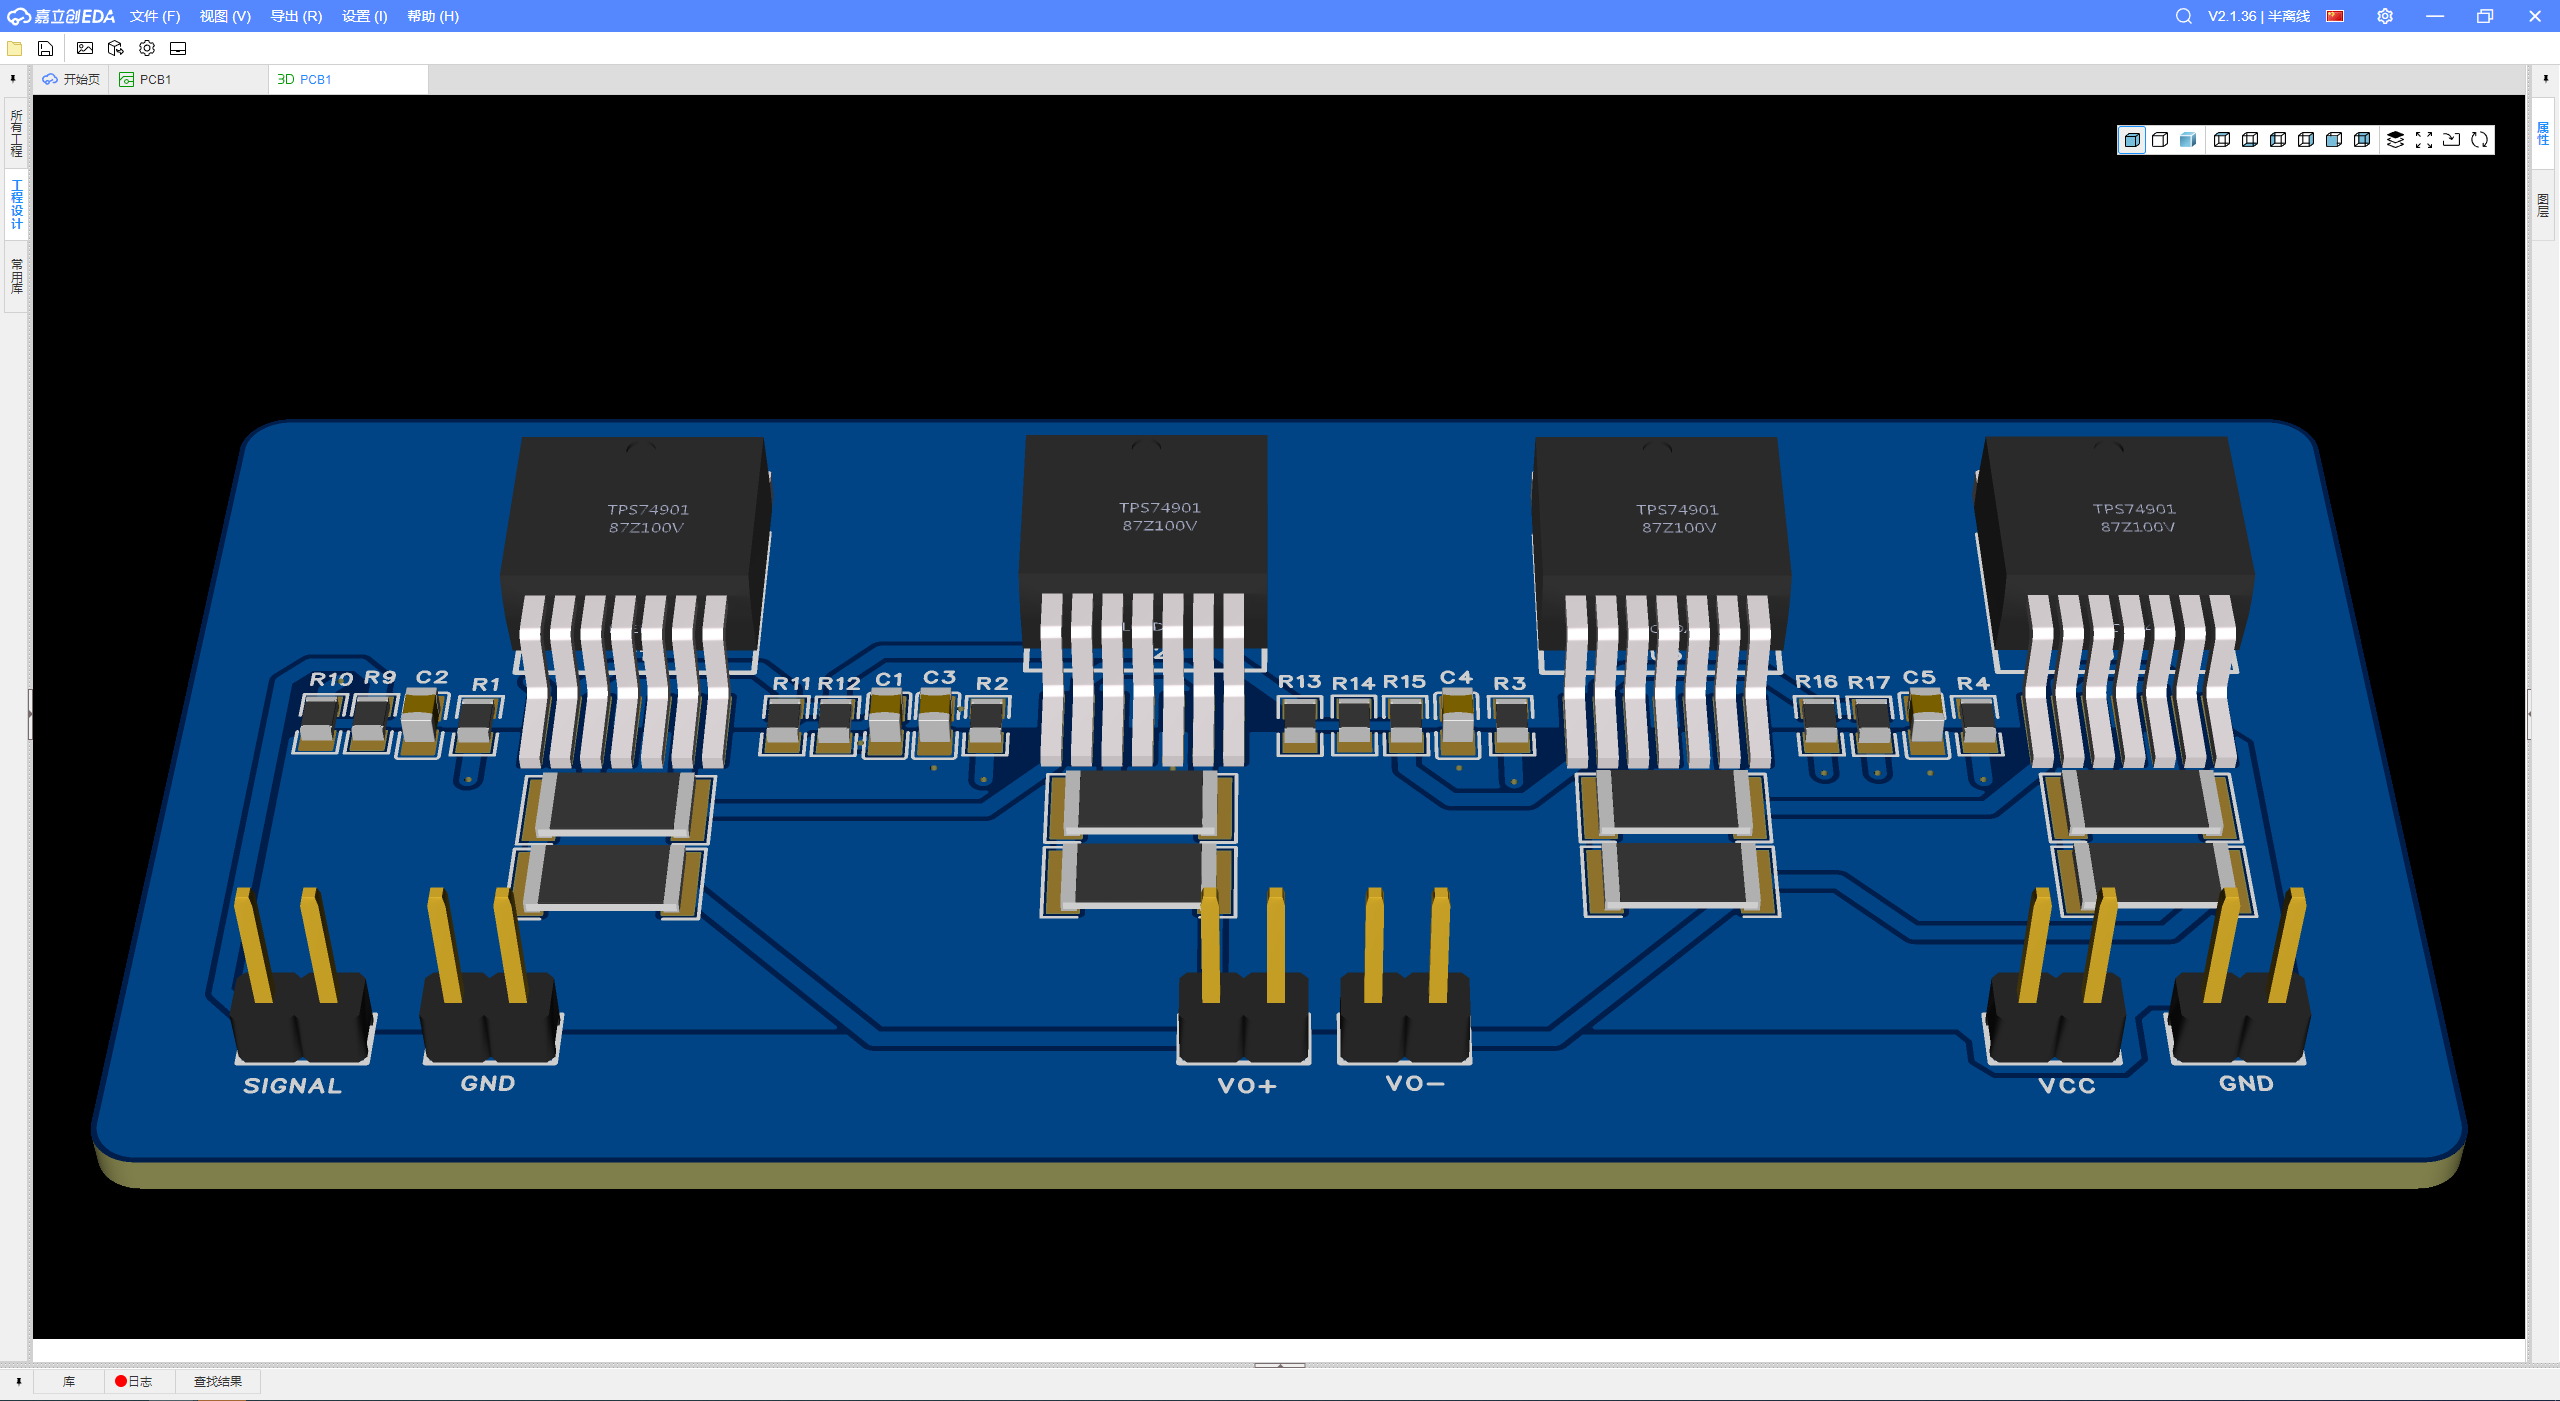 嘉立创EDA 文件 (F) 视图 (V) 导出 (R) 设置 (I) 帮助 (H) V2.1.36 | 半离线
开始页 PCB1 3D PCB1
所有工程
工程设计
常用库
属性
图层
TPS74901
87Z100V
TPS74901
87Z100V
TPS74901
87Z100V
TPS74901
87Z100V
R10 R9 C2 R1 R11 R12 C1 C3 R2 R13 R14 R15 C4 R3 R16 R17 C5 R4
SIGNAL GND VO+ VO- VCC GND
库 日志 查找结果